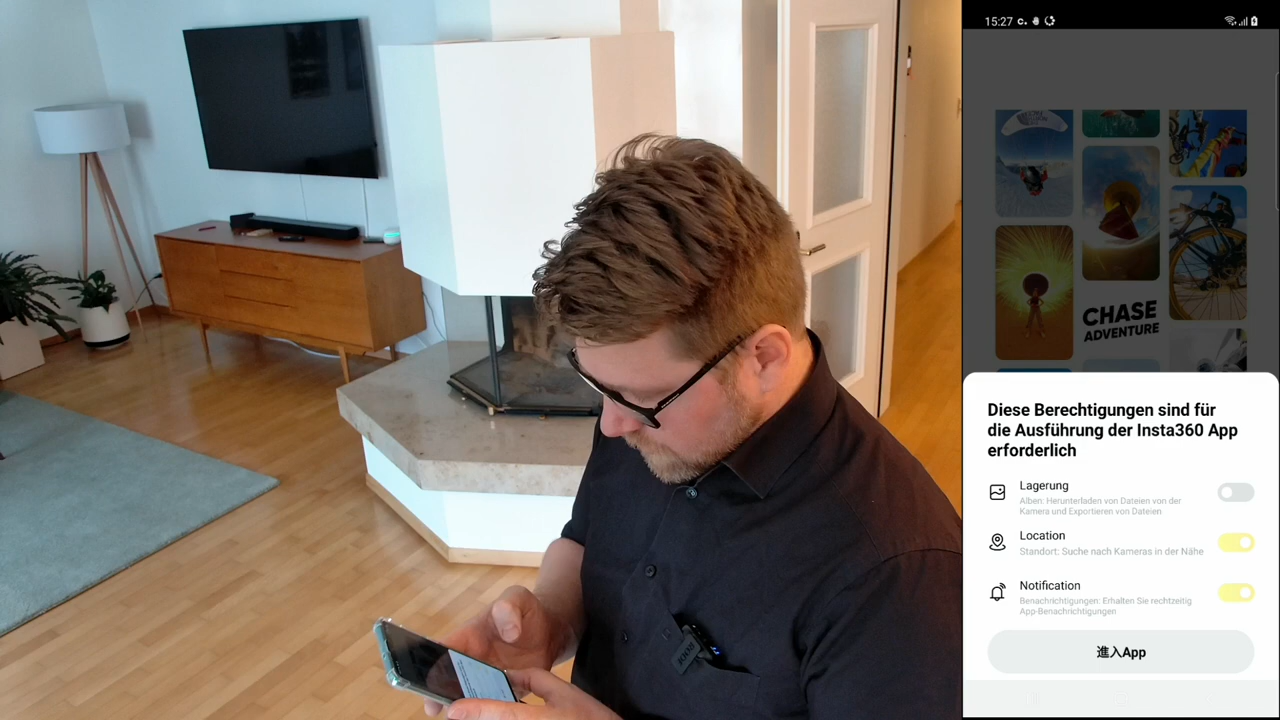 15:27
CHASE
ADVENTURE
Diese Berechtigungen sind für
die Ausführung der Insta360 App
erforderlich
Lagerung
Alben: Herunterladen von Dateien von der
Kamera und Exportieren von Dateien
Location
Standort: Suche nach Kameras in der Nähe
Notification
Benachrichtigungen: Erhalten Sie rechtzeitig
App-Benachrichtigungen
進入App